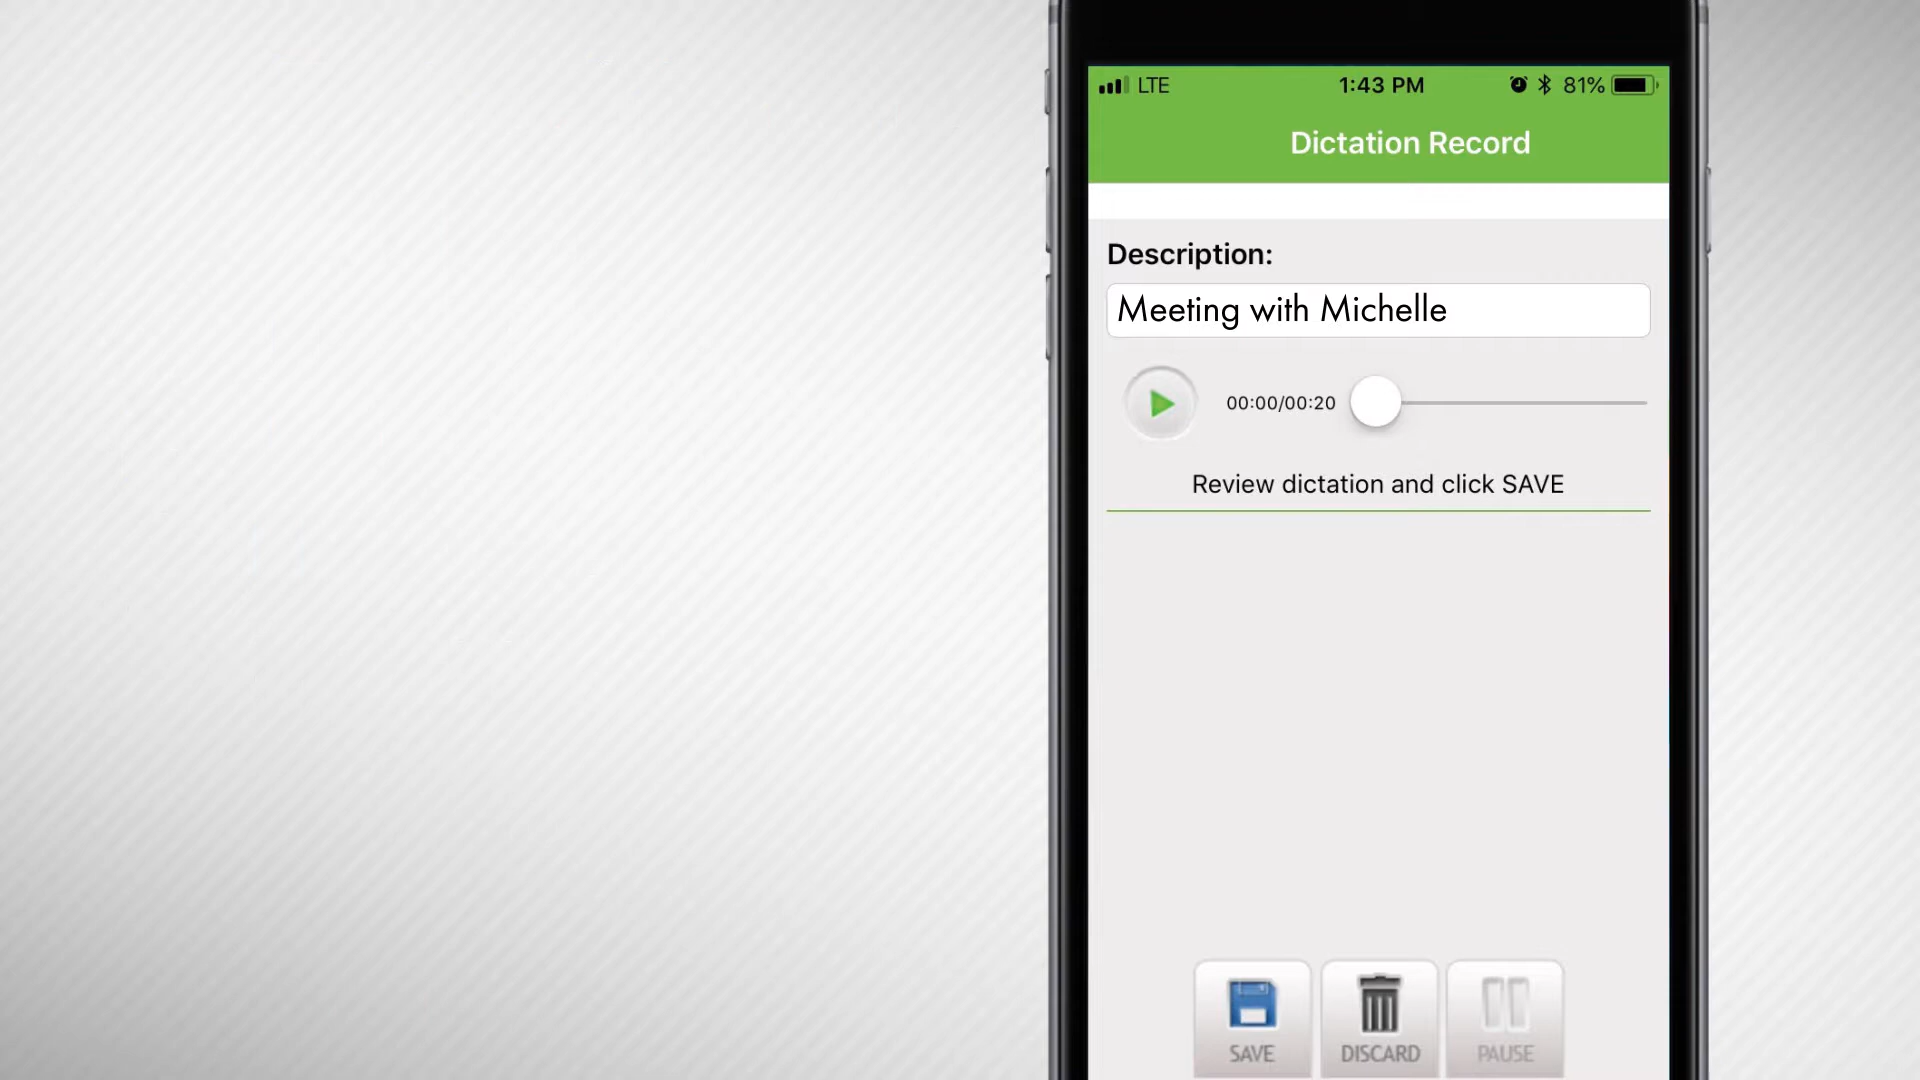 LTE 1:43 PM 81%
Dictation Record
Description:
Meeting with Michelle
00:00/00:20
Review dictation and click SAVE
SAVE DISCARD PAUSE